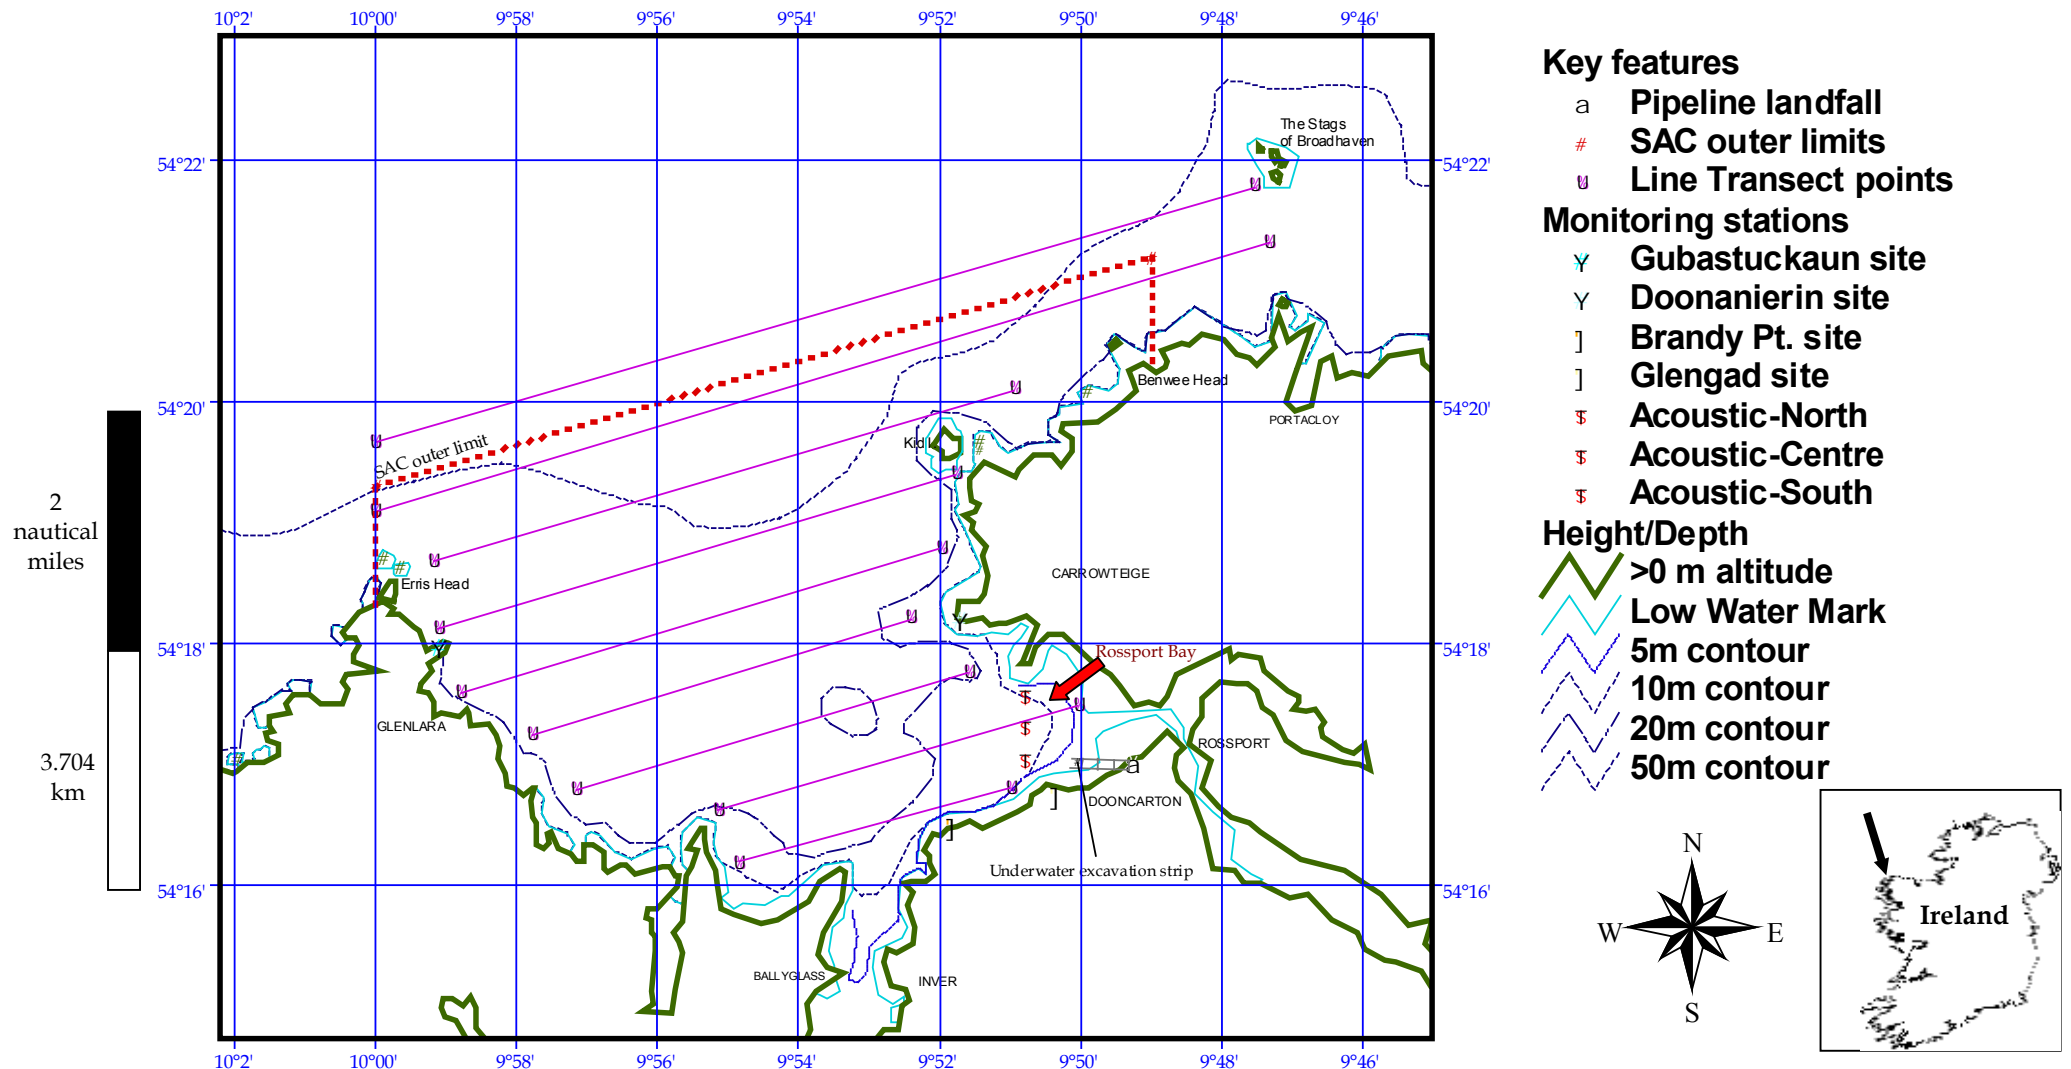 10°2' 10°00' 9°58' 9°56' 9°54' 9°52' 9°50' 9°48' 9°46'
The Stags
of Broadhaven
54°22' 54°22'
54°20' 54°20'
54°18' 54°18'
54°16' 54°16'
Benwee Head
PORTACLOY
Kid I.
SAC outer limit
Erris Head
CARROWTEIGE
Rossport Bay
GLENLARA
ROSSPORT
a
DOONCARTON
Underwater excavation strip
BALLYGLASS
INVER
10°2' 10°00' 9°58' 9°56' 9°54' 9°52' 9°50' 9°48' 9°46'
2
nautical
miles
3.704
km
Key features
a Pipeline landfall
# SAC outer limits
Line Transect points
Monitoring stations
Y Gubastuckaun site
Y Doonanierin site
] Brandy Pt. site
] Glengad site
Acoustic-North
Acoustic-Centre
Acoustic-South
Height/Depth
>0 m altitude
Low Water Mark
5m contour
10m contour
20m contour
50m contour
N
W E
S
Ireland